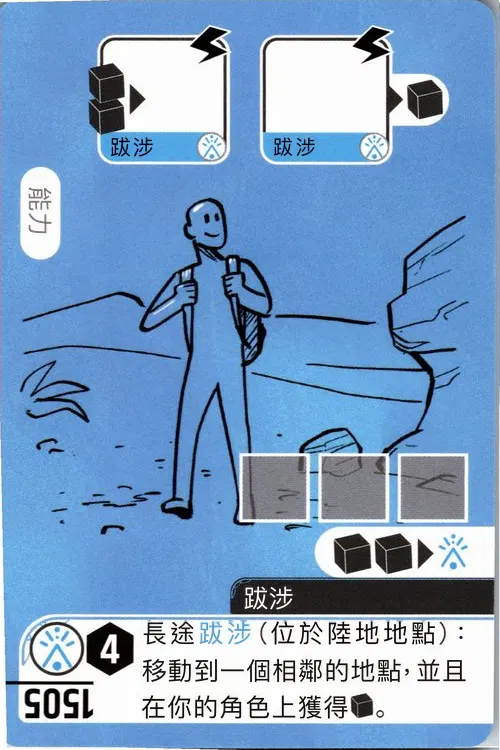 跋涉
跋涉
能力
跋涉
4
長途跋涉(位於陸地地點):
移動到一個相鄰的地點,並且
在你的角色上獲得。
1505